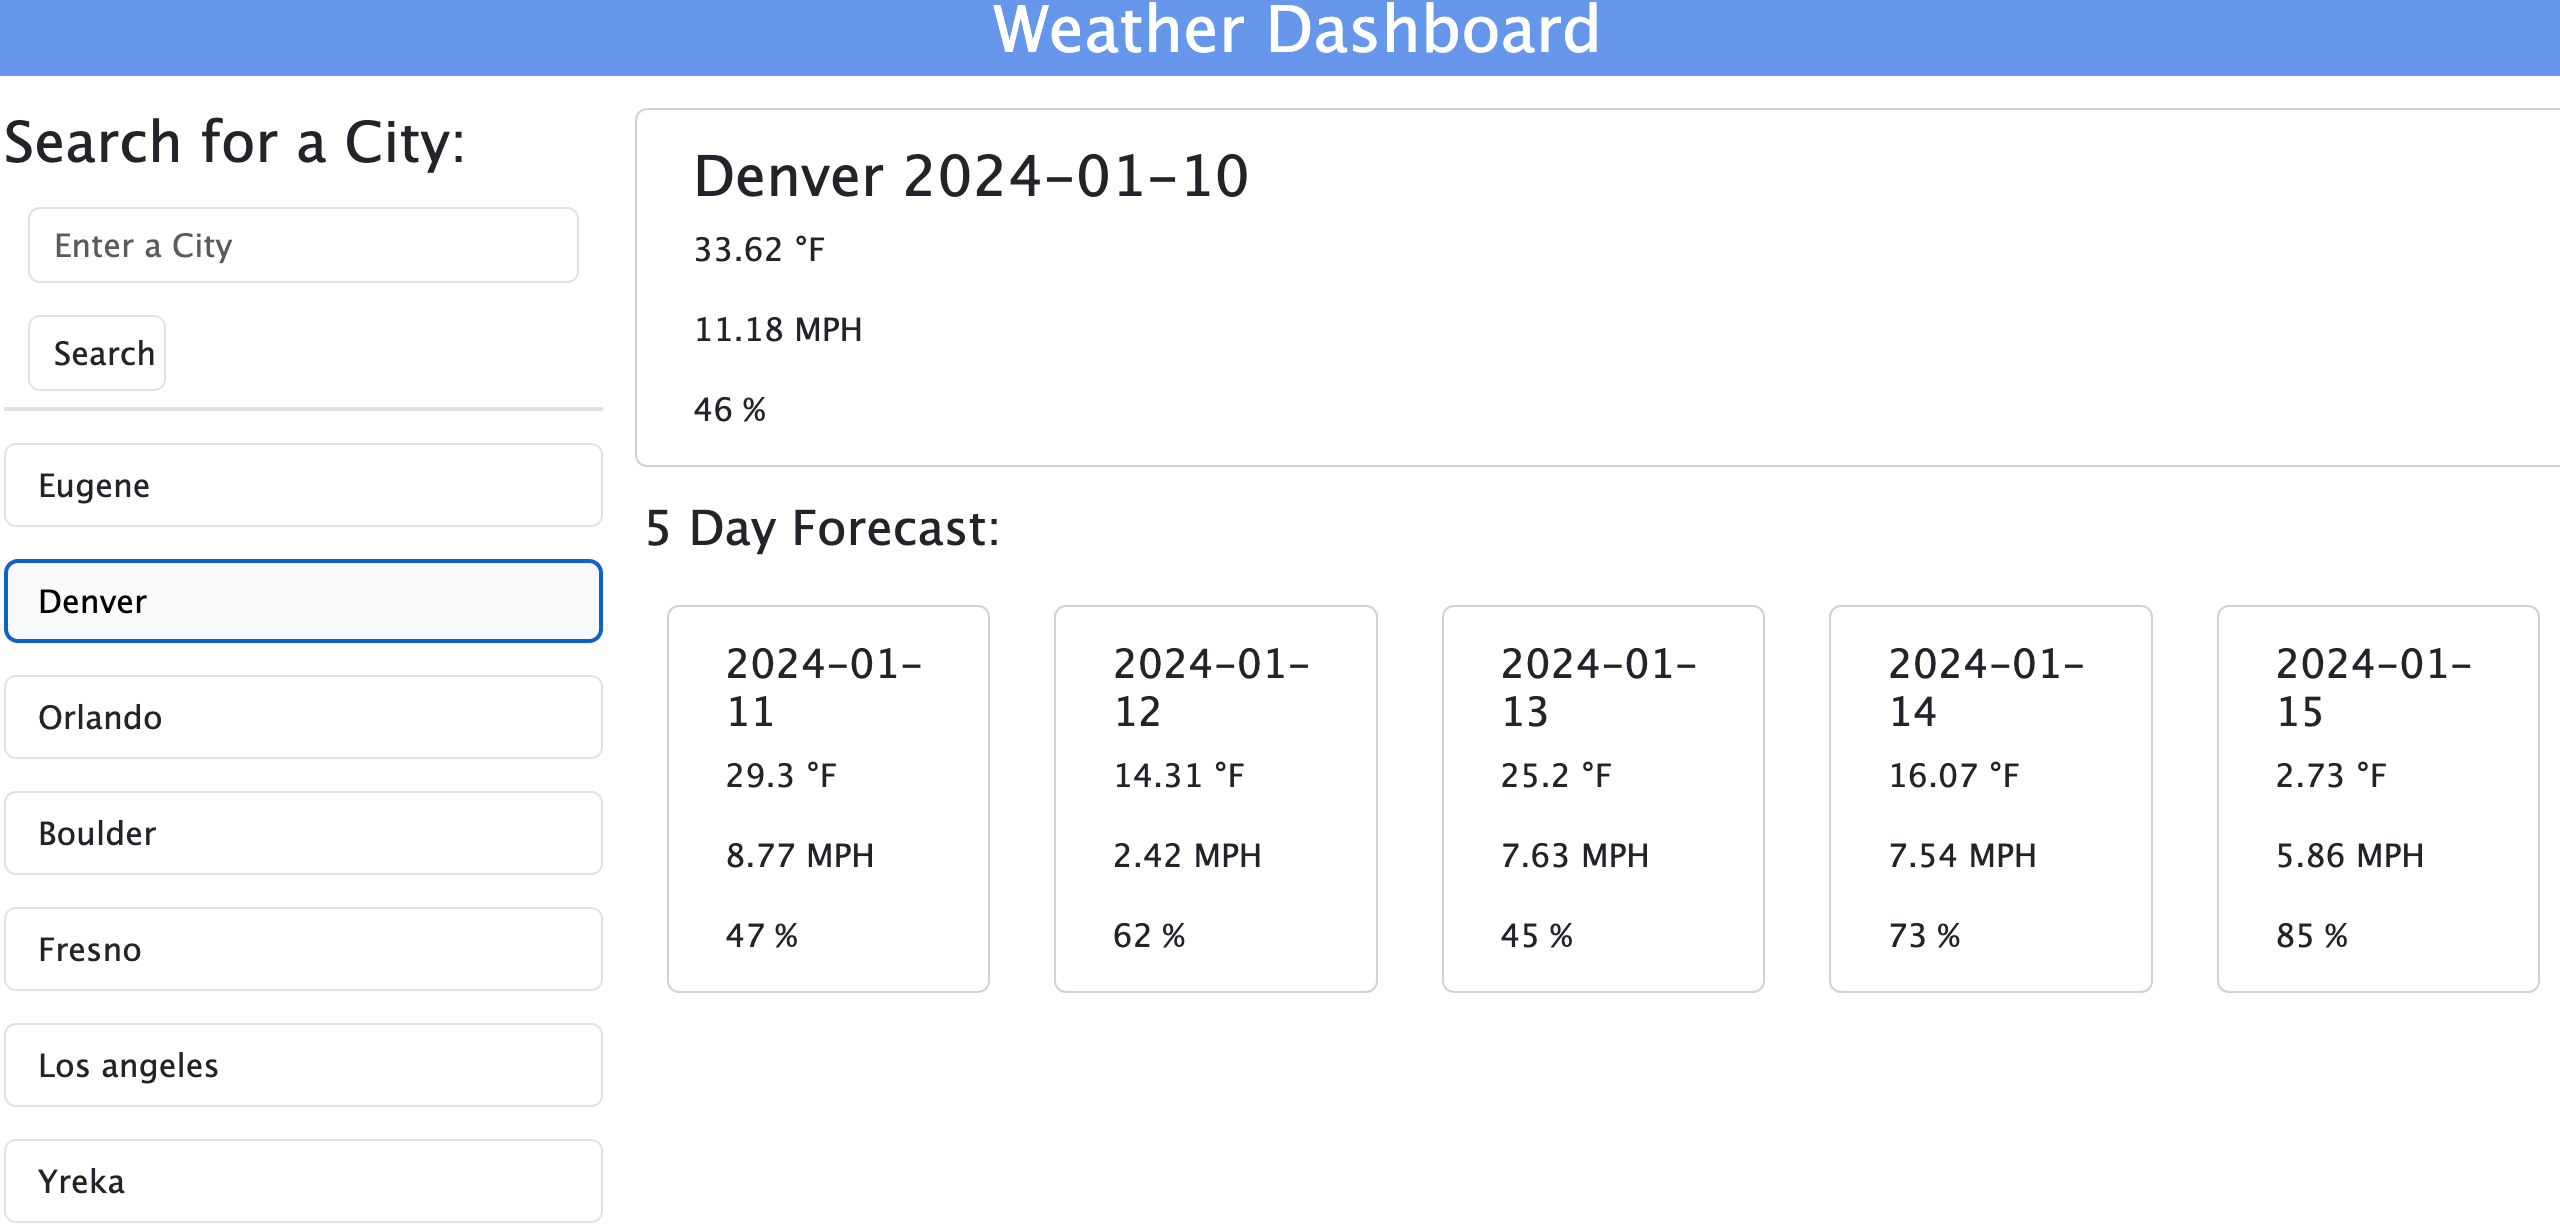 Weather Dashboard
Search for a City:
Enter a City
Search
Eugene
Denver
Orlando
Boulder
Fresno
Los angeles
Yreka
Denver 2024-01-10
33.62 °F
11.18 MPH
46 %
5 Day Forecast:
2024-01-
11
29.3 °F
8.77 MPH
47 %
2024-01-
12
14.31 °F
2.42 MPH
62 %
2024-01-
13
25.2 °F
7.63 MPH
45 %
2024-01-
14
16.07 °F
7.54 MPH
73 %
2024-01-
15
2.73 °F
5.86 MPH
85 %